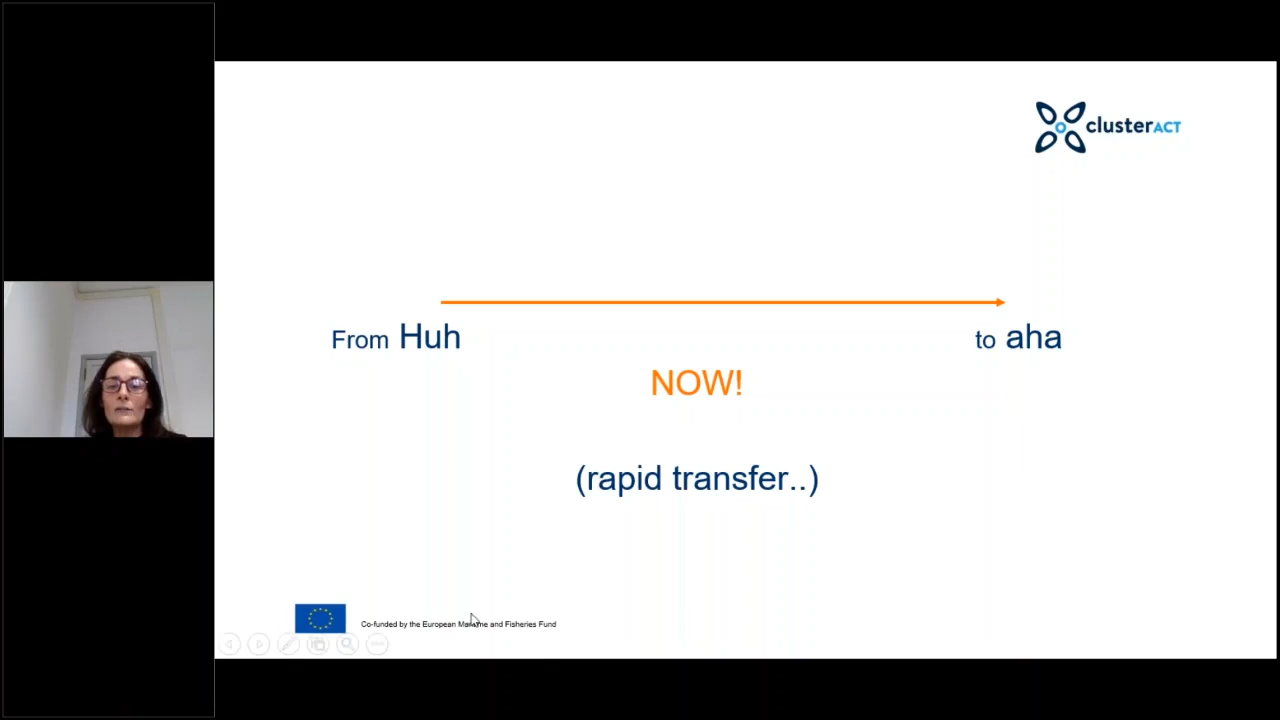 clusterACT
From Huh to aha
NOW!
(rapid transfer..)
Co-funded by the European Maritime and Fisheries Fund